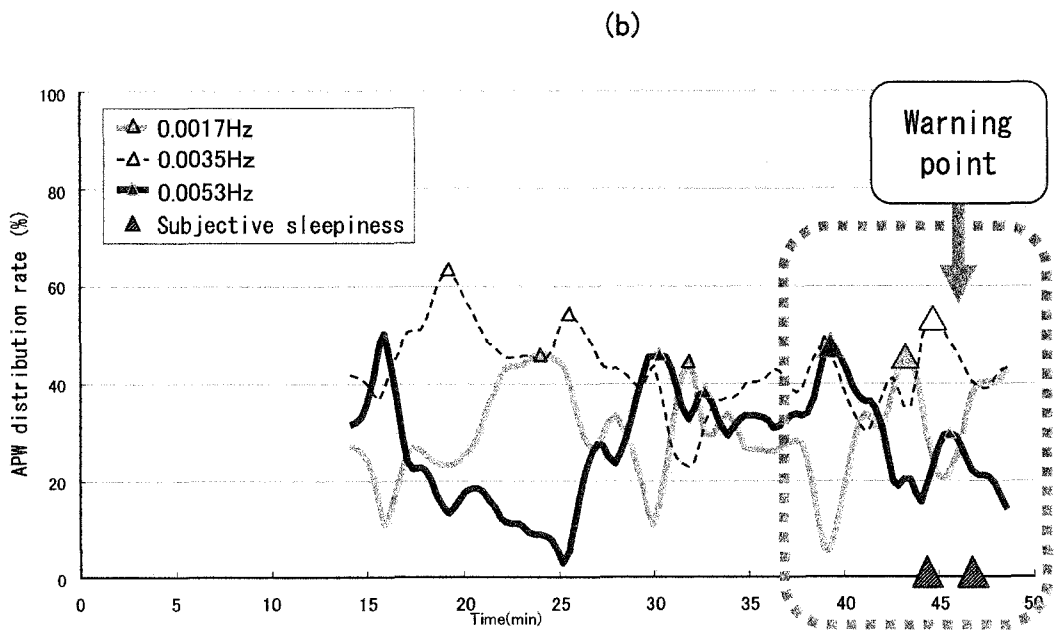 (b)
100
80
60
40
20
0
APW distribution rate (%)
0.0017Hz
0.0035Hz
0.0053Hz
Subjective sleepiness
Warning
point
0 5 10 15 20 25 30 35 40 45 50
Time(min)